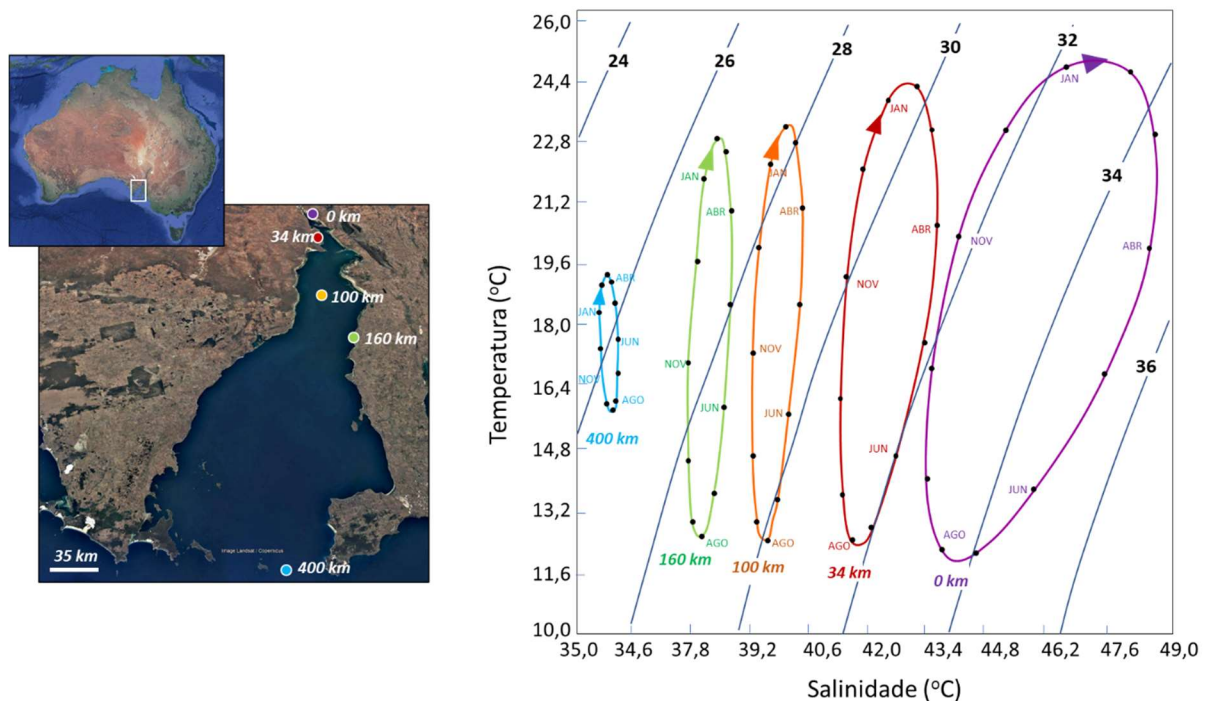 0 km
34 km
100 km
160 km
Image Landsat / Copernicus
35 km
400 km
Temperatura (°C)
26,0
24,4
22,8
21,2
19,6
18,0
16,4
14,8
13,2
11,6
10,0
24
26
28
30
32
34
36
JAN
ABR
JUN
NOV
AGO
400 km
JAN
ABR
NOV
JUN
AGO
160 km
JAN
ABR
NOV
JUN
AGO
100 km
JAN
ABR
NOV
JUN
AGO
34 km
JAN
NOV
ABR
JUN
AGO
0 km
35,0 34,6 37,8 39,2 40,6 42,0 43,4 44,8 46,2 47,6 49,0
Salinidade (°C)